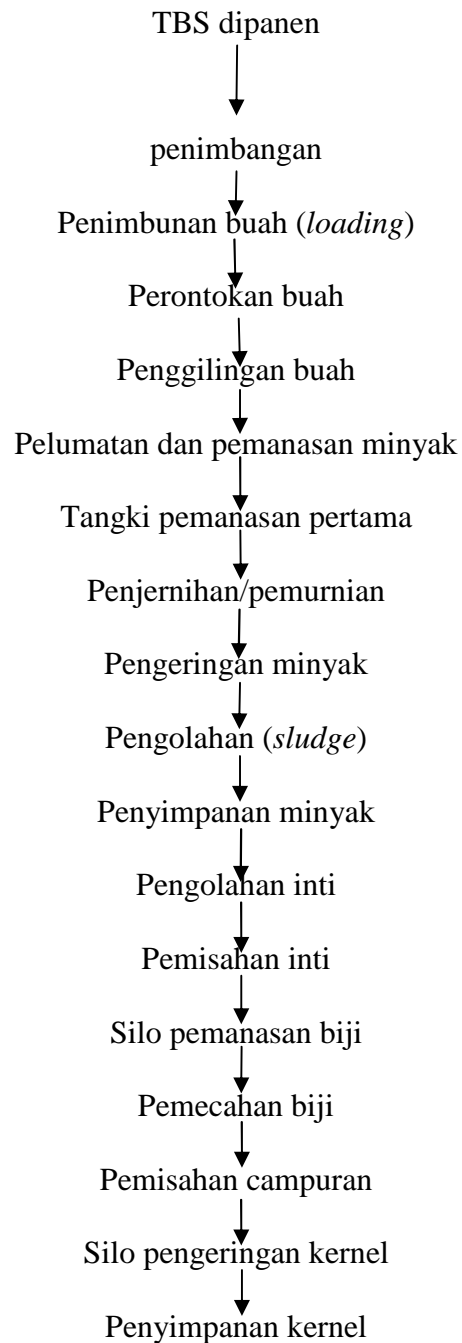 TBS dipanen
penimbangan
Penimbunan buah (loading)
Perontokan buah
Penggilingan buah
Pelumatan dan pemanasan minyak
Tangki pemanasan pertama
Penjernihan/pemurnian
Pengeringan minyak
Pengolahan (sludge)
Penyimpanan minyak
Pengolahan inti
Pemisahan inti
Silo pemanasan biji
Pemecahan biji
Pemisahan campuran
Silo pengeringan kernel
Penyimpanan kernel